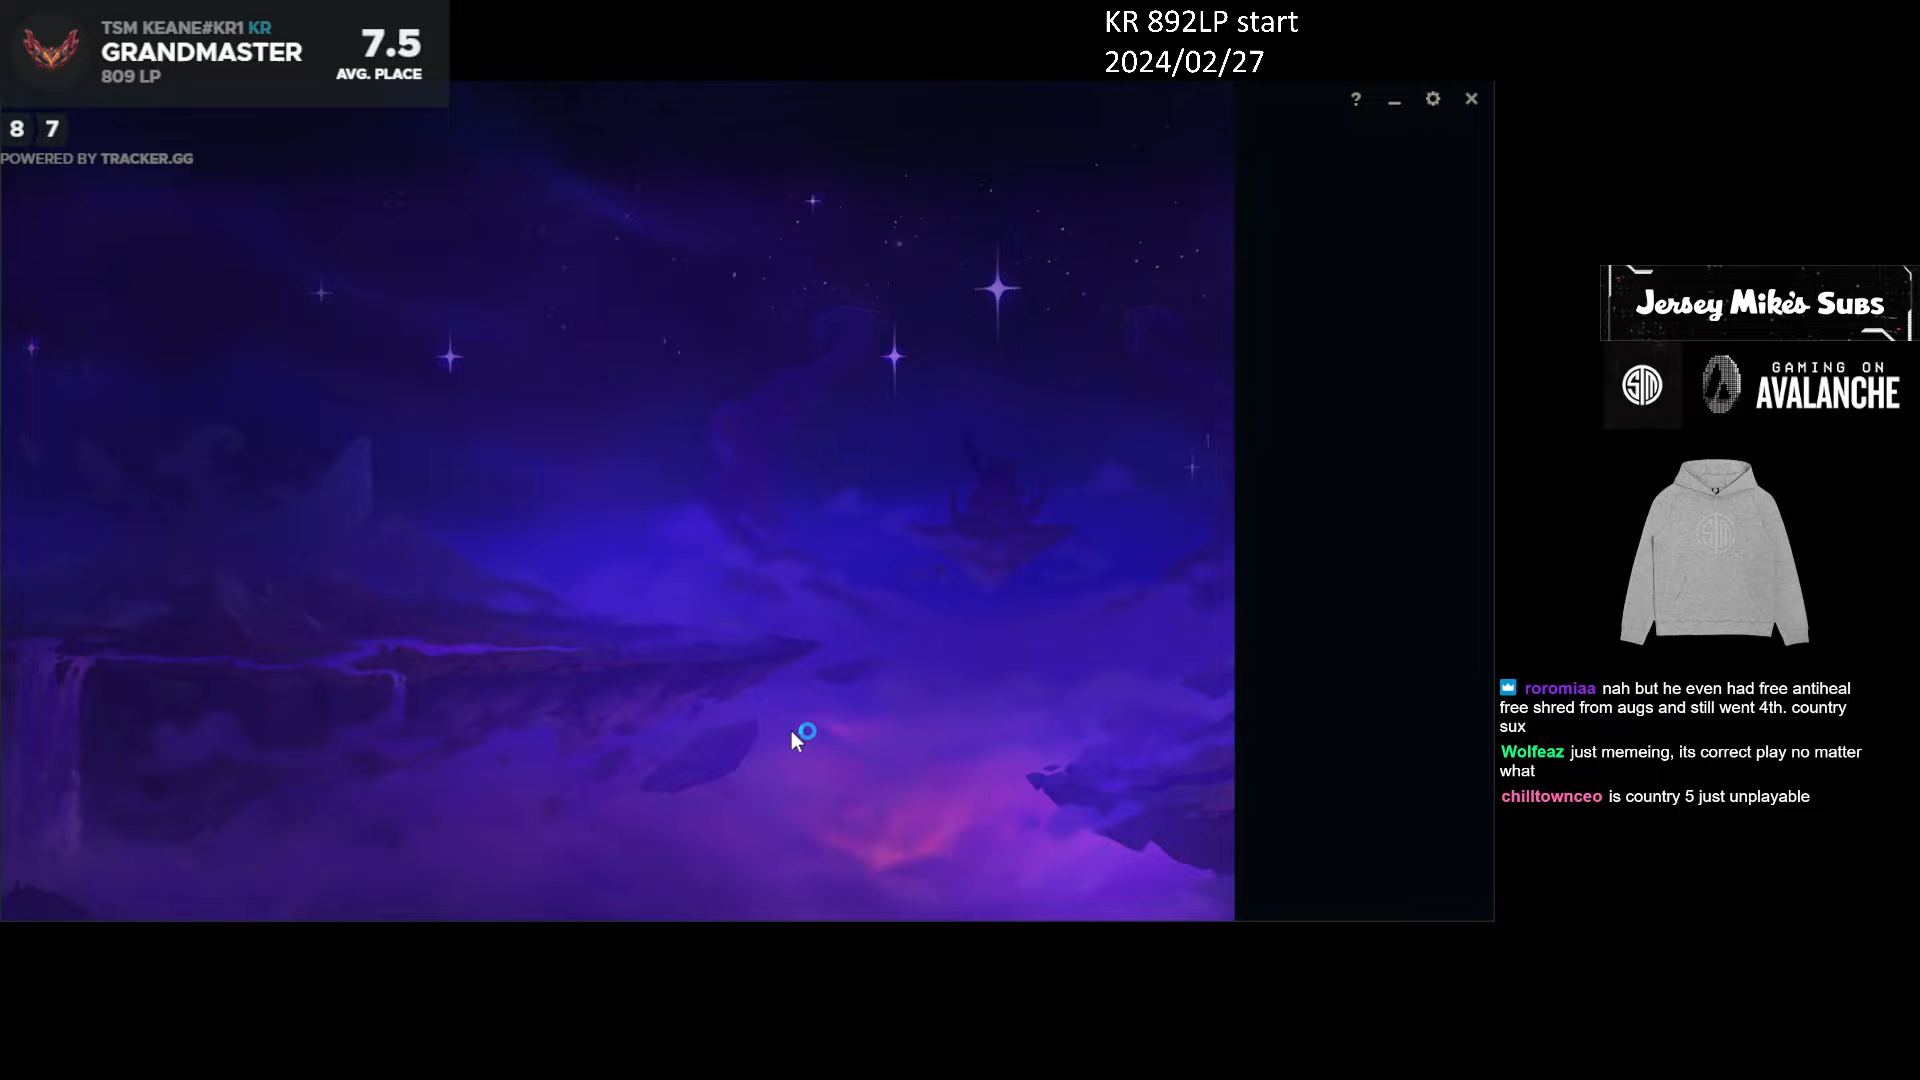 TSM KEANE#KR1 KR
GRANDMASTER
809 LP
7.5
AVG. PLACE
8 7
POWERED BY TRACKER.GG
KR 892LP start
2024/02/27
?
Jersey Mike's SUBS
TSM
GAMING ON
AVALANCHE
TSM
roromiaa nah but he even had free antiheal
free shred from augs and still went 4th. country
sux
Wolfeaz just memeing, its correct play no matter
what
chilltownceo is country 5 just unplayable